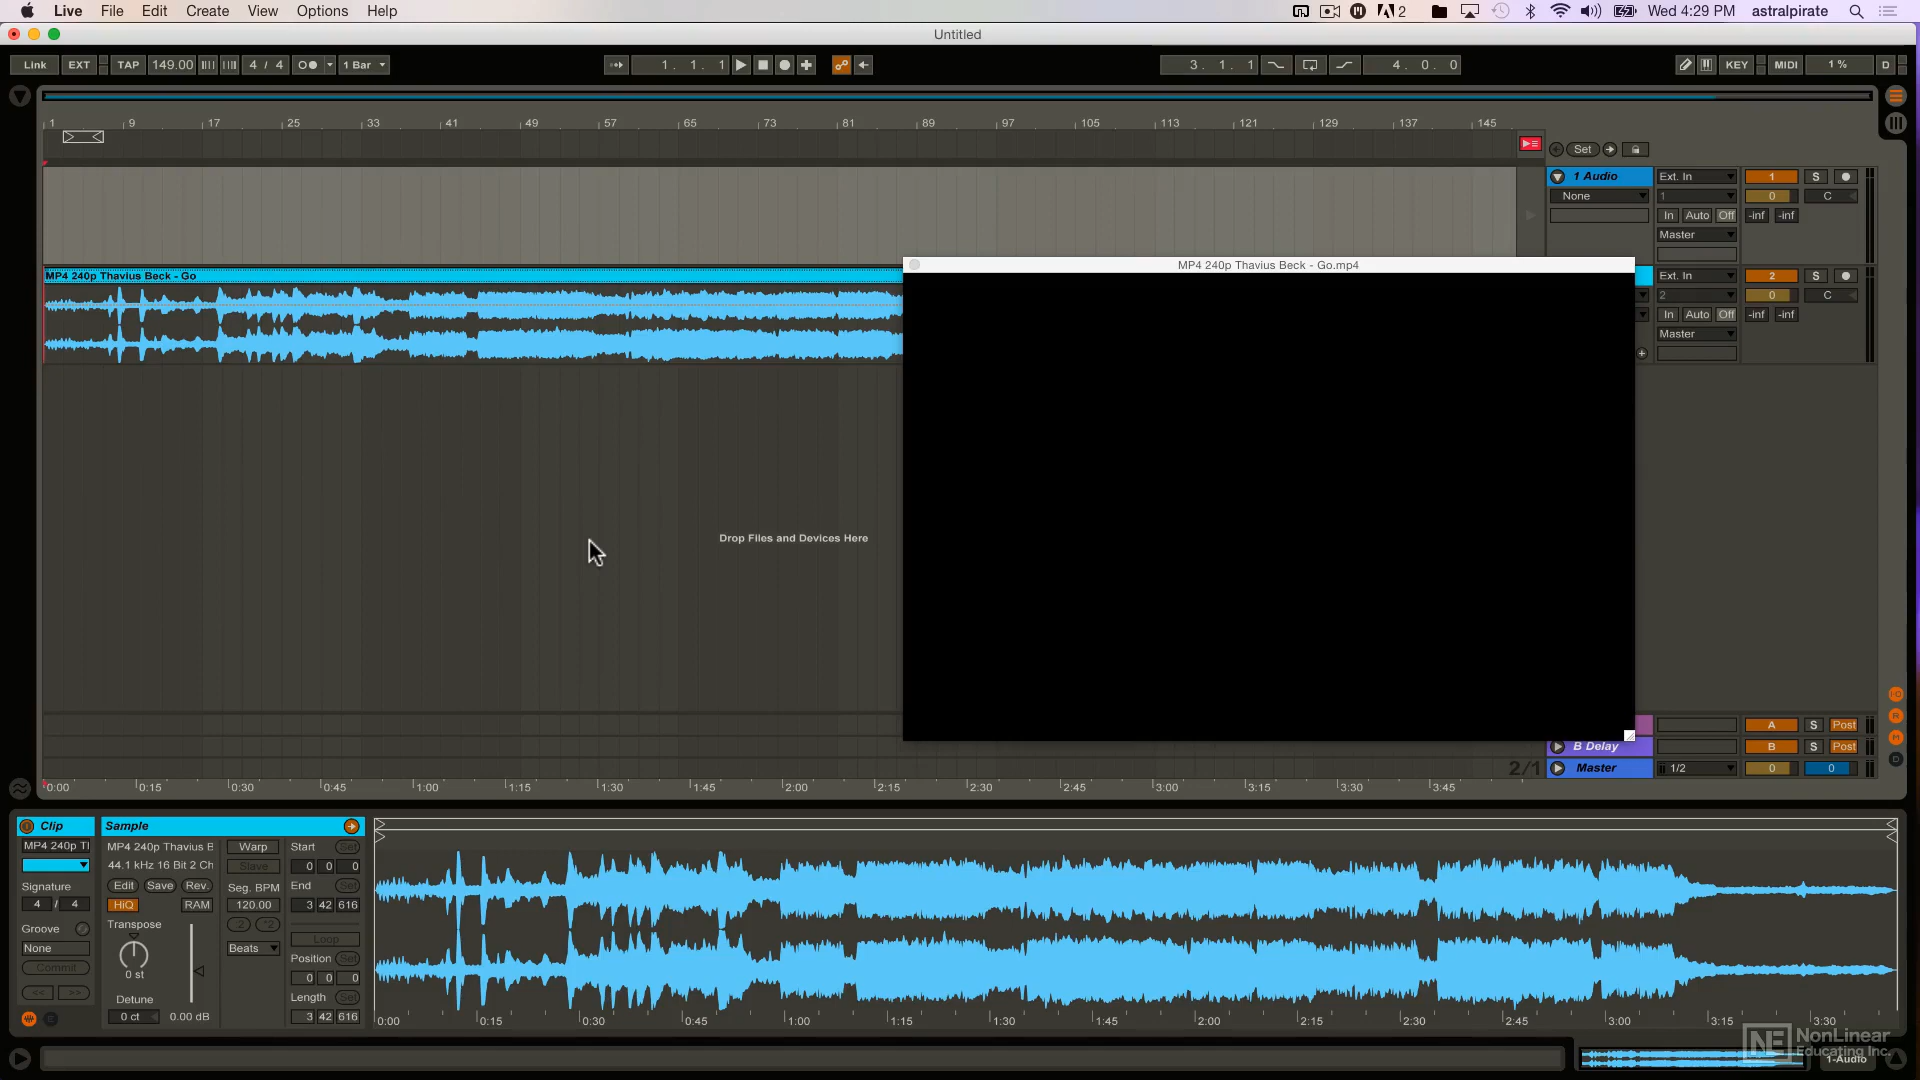 Live File Edit Create View Options Help 2 Wed 4:29 PM astralpirate
Untitled
Link EXT TAP 149.00 4 / 4 1 Bar 1. 1. 1 3. 1. 1 4. 0. 0 KEY MIDI 1 % D
1 9 17 25 33 41 49 57 65 73 81 89 97 105 113 121 129 137 145
Set
1 Audio Ext. In 1 S
None 1 0 C
In Auto Off -inf -inf
Master
MP4 240p Thavius Beck - Go
MP4 240p Thavius Beck - Go.mp4
Ext. In 2 S
2 0 C
In Auto Off -inf -inf
Master
Drop Files and Devices Here
A S Post
B Delay B S Post
2/1 Master 1/2 0 0
0:00 0:15 0:30 0:45 1:00 1:15 1:30 1:45 2:00 2:15 2:30 2:45 3:00 3:15 3:30 3:45
Clip Sample
MP4 240p Tl MP4 240p Thavius B Warp Start Set
44.1 kHz 16 Bit 2 Ch Slave 0 0 0
Signature Edit Save Rev. Seg. BPM End Set
4 / 4 HiQ RAM 120.00 3 42 616
Groove Transpose :2 *2
None Beats Loop
Commit 0 st Position Set
0 0 0
<< >> Detune Length Set
0 ct 0.00 dB 3 42 616
0:00 0:15 0:30 0:45 1:00 1:15 1:30 1:45 2:00 2:15 2:30 2:45 3:00 3:15 3:30
NE NonLinear
Educating Inc.
1-Audio